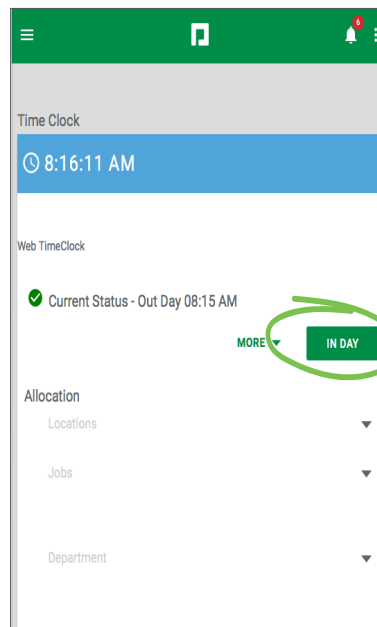 6
Time Clock
8:16:11 AM
Web TimeClock
Current Status - Out Day 08:15 AM
MORE
IN DAY
Allocation
Locations
Jobs
Department